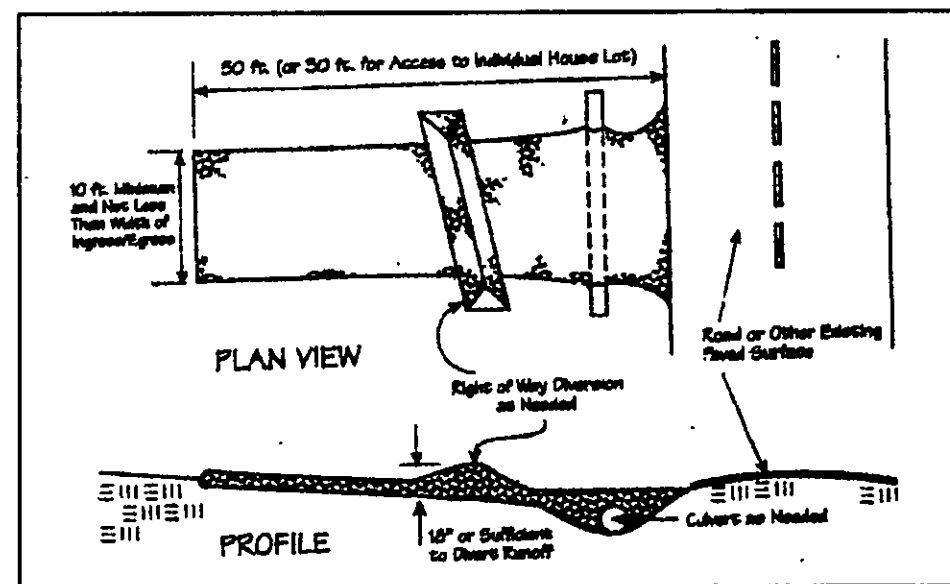 50 ft. (or 30 ft. for Access to Individual House Lot)
10 ft. Minimum
and Not Less
Than Width of
Ingress/Egress
PLAN VIEW
Right of Way Diversion
as Needed
Road or Other Existing
Paved Surface
18" or Sufficient
to Divert Runoff
Culvert as Needed
PROFILE